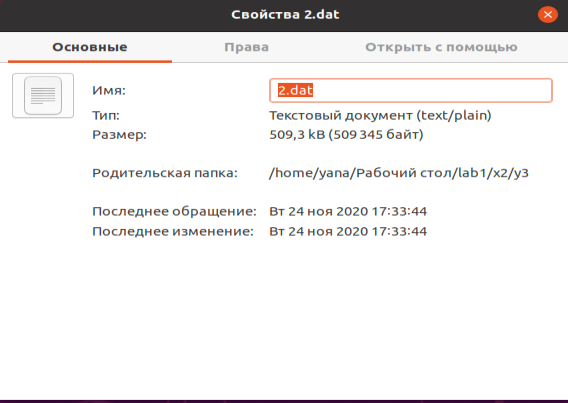 Свойства 2.dat
Основные Права Открыть с помощью
Имя: 2.dat
Тип: Текстовый документ (text/plain)
Размер: 509,3 kB (509 345 байт)
Родительская папка: /home/yana/Рабочий стол/lab1/x2/y3
Последнее обращение: Вт 24 ноя 2020 17:33:44
Последнее изменение: Вт 24 ноя 2020 17:33:44